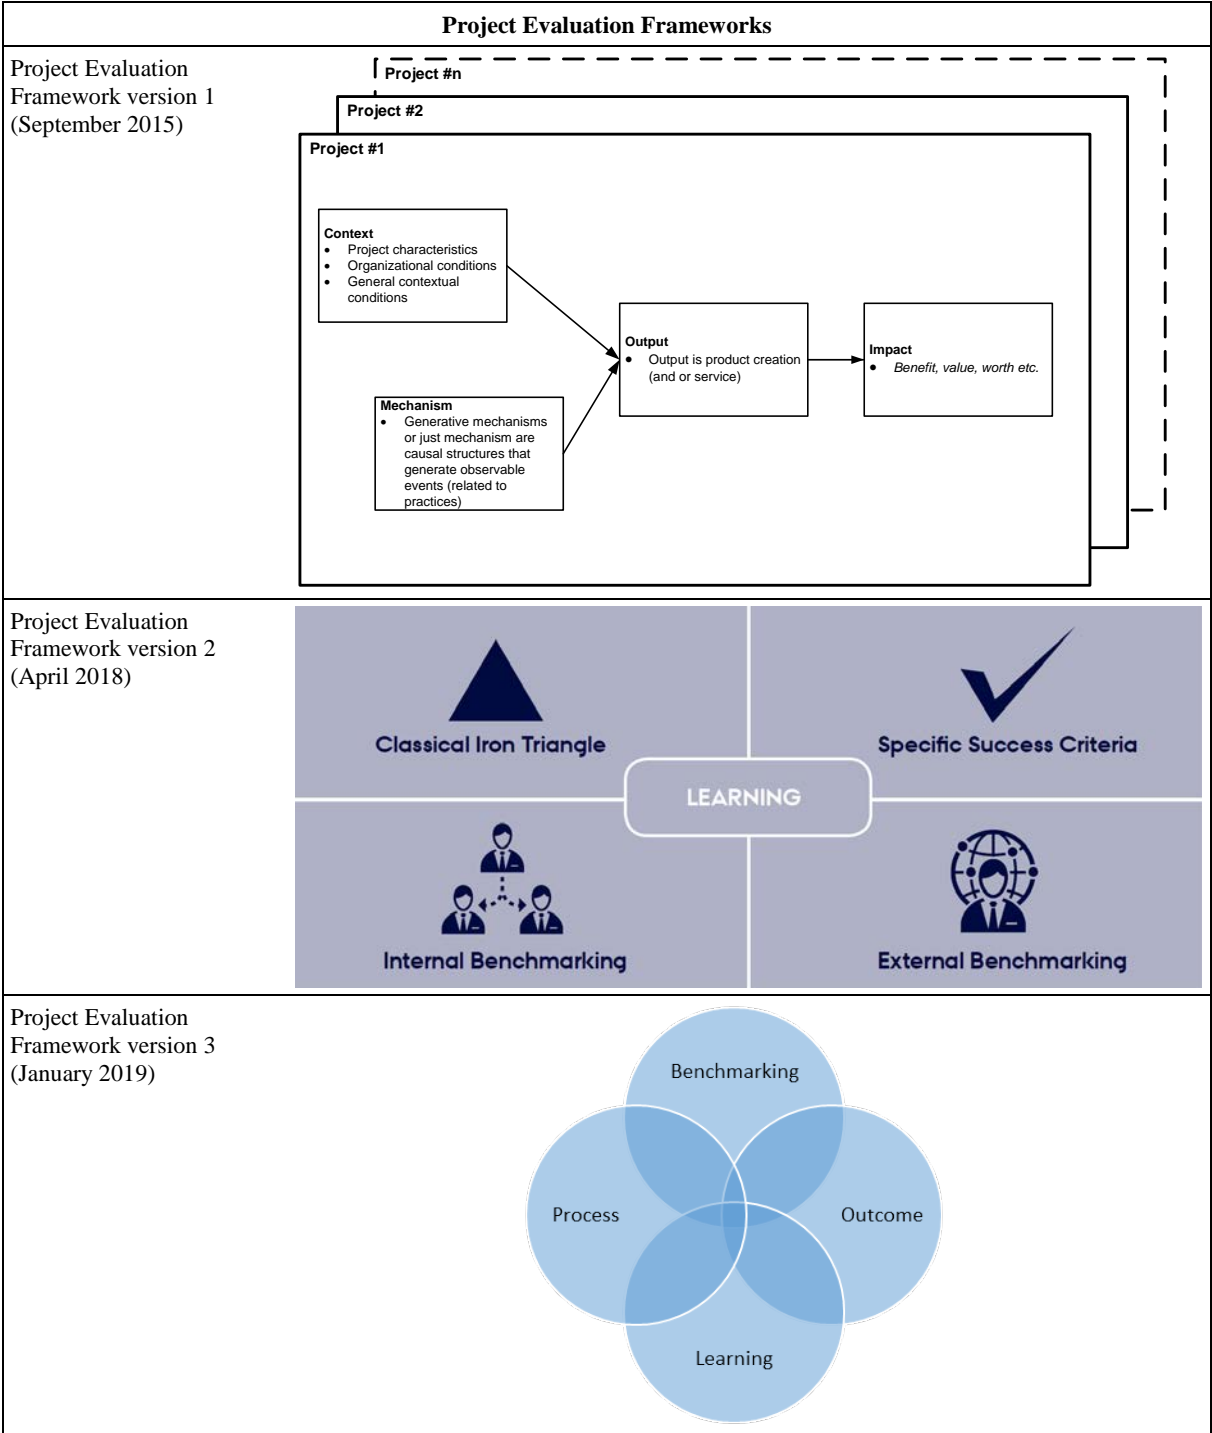 Project Evaluation Frameworks
Project Evaluation
Framework version 1
(September 2015)
Project #n
Project #2
Project #1
Context
• Project characteristics
• Organizational conditions
• General contextual
conditions
Mechanism
• Generative mechanisms
or just mechanism are
causal structures that
generate observable
events (related to
practices)
Output
• Output is product creation
(and or service)
Impact
• Benefit, value, worth etc.
Project Evaluation
Framework version 2
(April 2018)
Classical Iron Triangle
Specific Success Criteria
LEARNING
Internal Benchmarking
External Benchmarking
Project Evaluation
Framework version 3
(January 2019)
Benchmarking
Process
Outcome
Learning